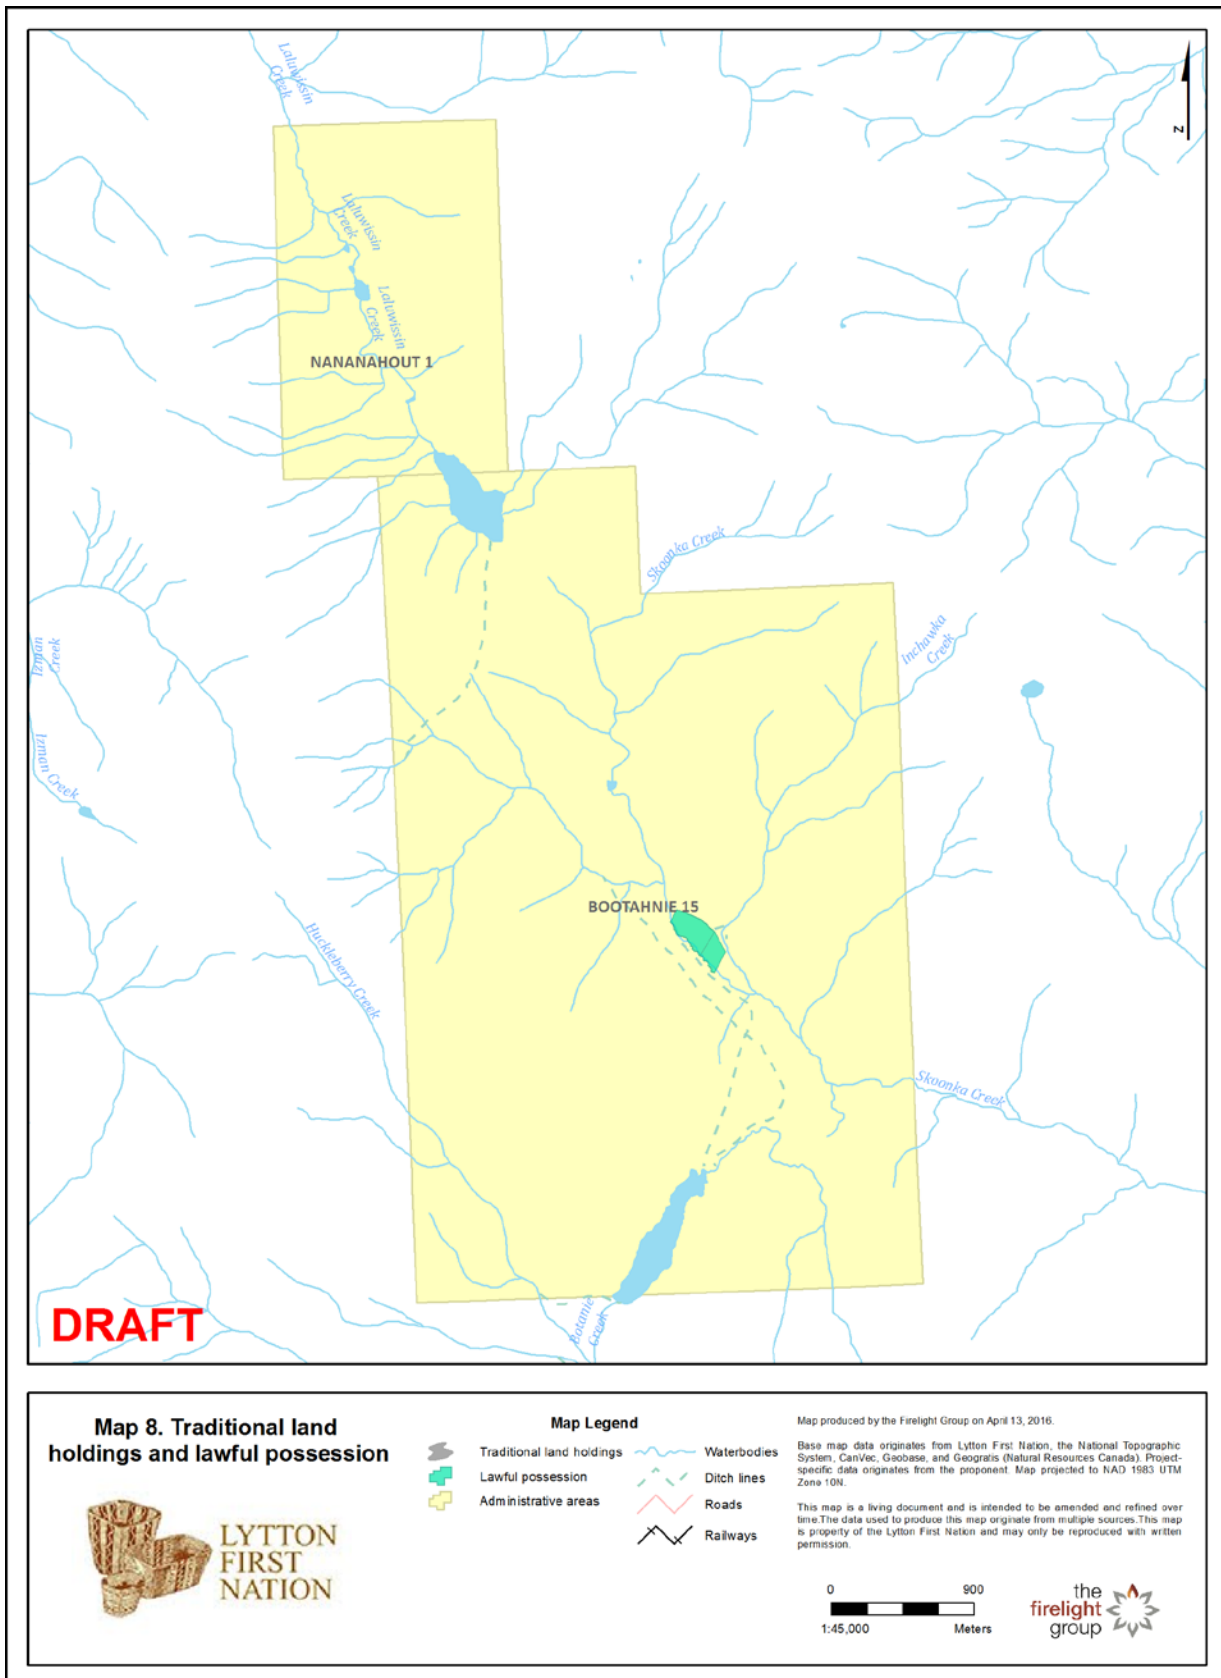 Laluwissin
Creek
N
Laluwissin
Creek
Laluwissin
Creek
NANANAHOUT 1
Skoonka Creek
Inchawka
Creek
Izman
Creek
Izman Creek
BOOTAHNIE 15
Huckleberry Creek
Skoonka Creek
Botanie
Creek
DRAFT
Map 8. Traditional land
holdings and lawful possession
LYTTON
FIRST
NATION
Map Legend
Traditional land holdings
Lawful possession
Administrative areas
Waterbodies
Ditch lines
Roads
Railways
Map produced by the Firelight Group on April 13, 2016.
Base map data originates from Lytton First Nation, the National Topographic
System, CanVec, Geobase, and Geogratis (Natural Resources Canada). Project-
specific data originates from the proponent. Map projected to NAD 1983 UTM
Zone 10N.
This map is a living document and is intended to be amended and refined over
time.The data used to produce this map originate from multiple sources.This map
is property of the Lytton First Nation and may only be reproduced with written
permission.
0 900
1:45,000 Meters
the
firelight
group